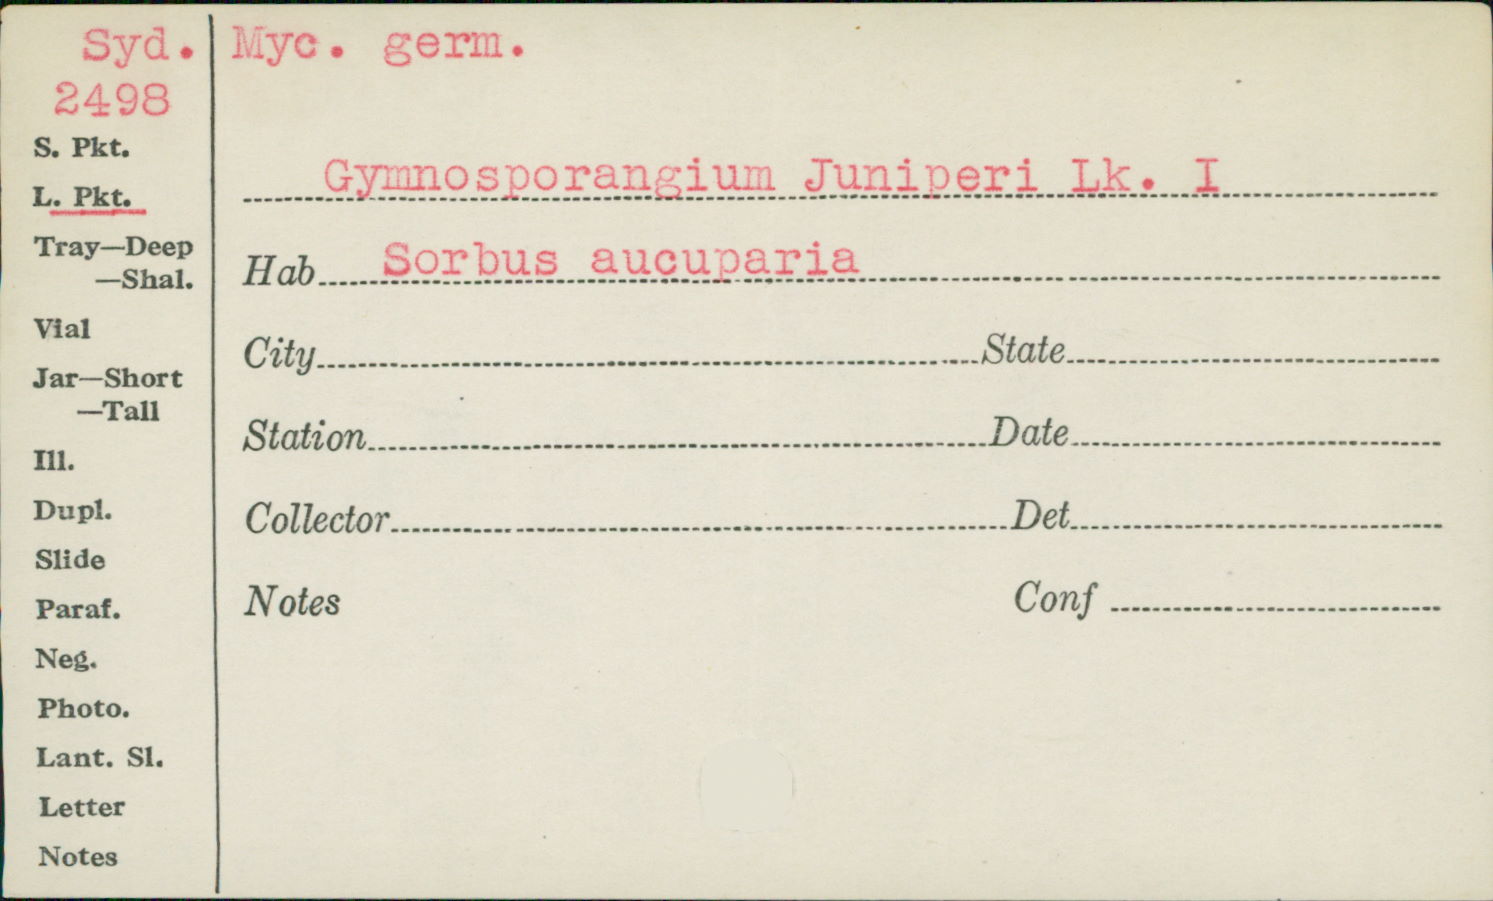 Syd. Myc. germ.
2498
S. Pkt.
L. Pkt.
Gymnosporangium Juniperi Lk. I
Tray—Deep
—Shal.
Hab Sorbus aucuparia
Vial
City State
Jar—Short
—Tall
Station Date
Ill.
Dupl.
Collector Det
Slide
Paraf.
Notes Conf
Neg.
Photo.
Lant. Sl.
Letter
Notes